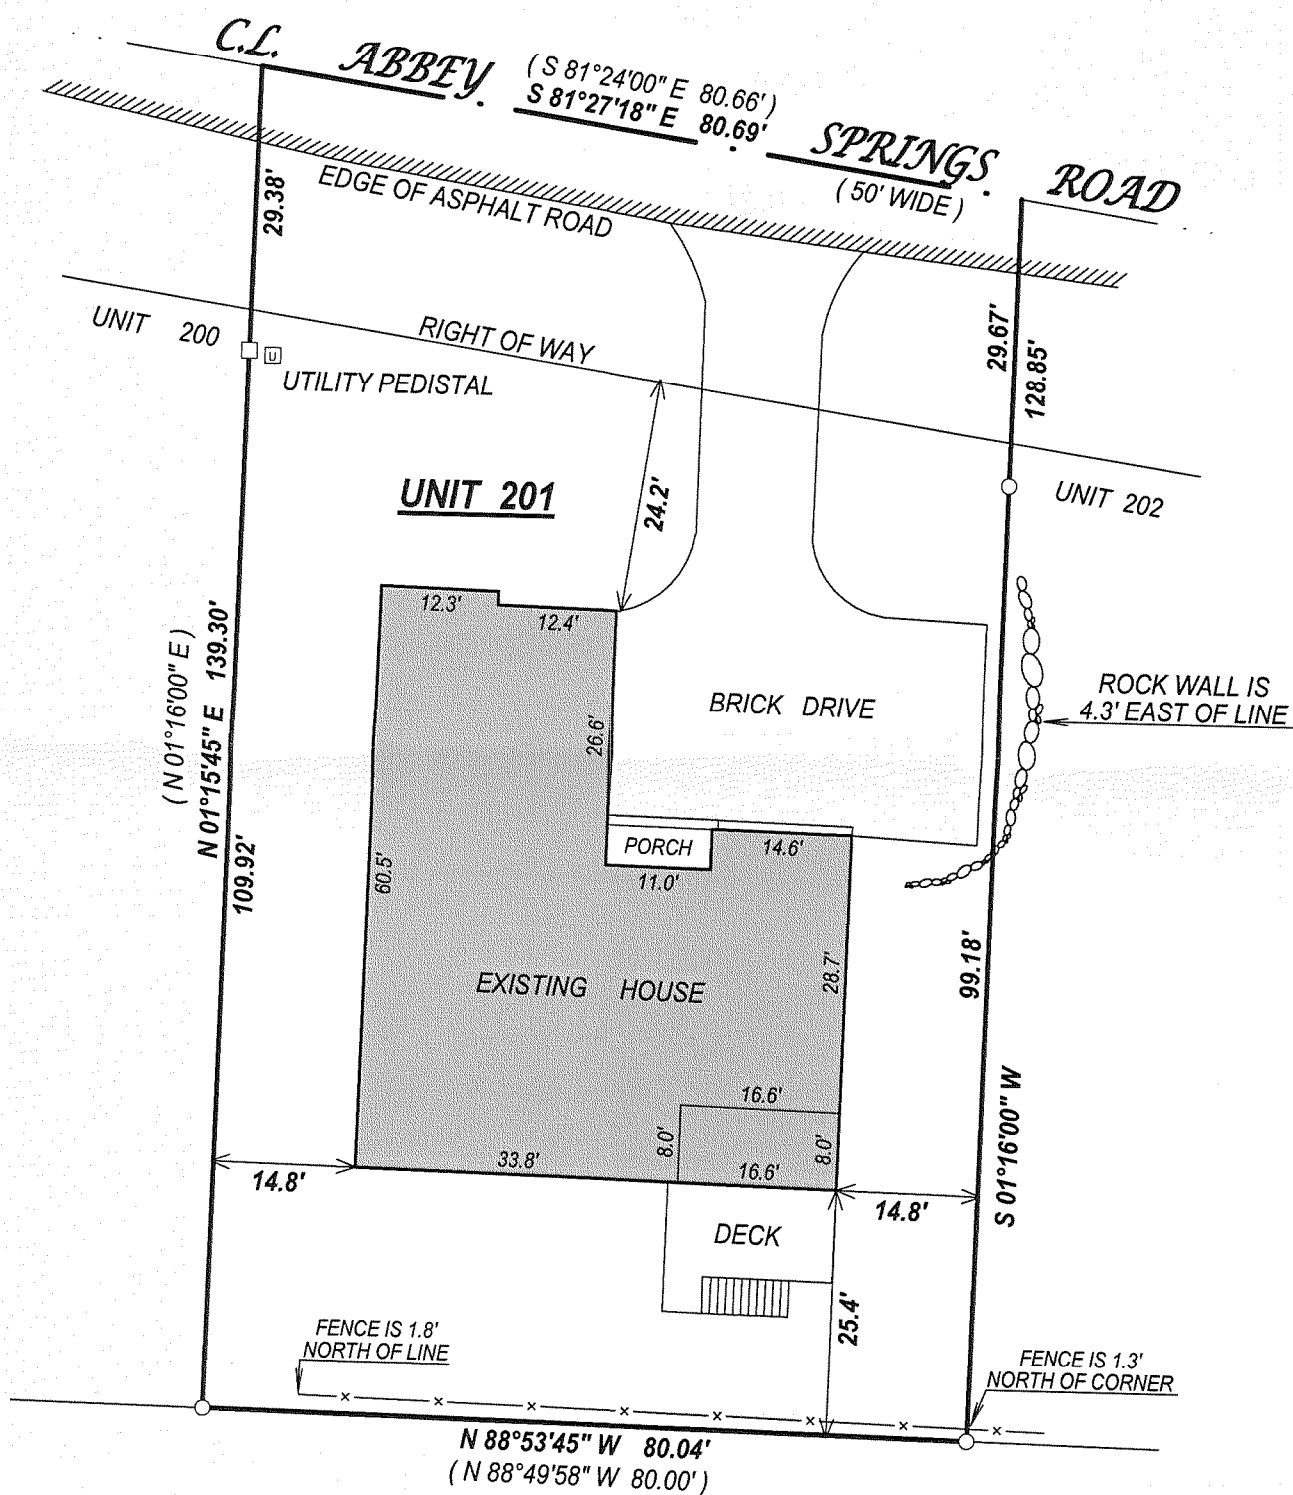 C.L. ABBEY SPRINGS ROAD
( S 81°24'00" E 80.66' )
S 81°27'18" E 80.69'
( 50' WIDE )
EDGE OF ASPHALT ROAD
29.38'
29.67'
128.85'
UNIT 200
RIGHT OF WAY
U
UTILITY PEDISTAL
UNIT 201
24.2'
UNIT 202
12.3'
12.4'
( N 01°16'00" E )
N 01°15'45" E 139.30'
109.92'
26.6'
BRICK DRIVE
ROCK WALL IS
4.3' EAST OF LINE
PORCH
14.6'
11.0'
60.5'
EXISTING HOUSE
28.7'
99.18'
S 01°16'00" W
16.6'
8.0'
8.0'
33.8'
16.6'
14.8'
14.8'
DECK
25.4'
FENCE IS 1.8'
NORTH OF LINE
FENCE IS 1.3'
NORTH OF CORNER
N 88°53'45" W 80.04'
( N 88°49'58" W 80.00' )